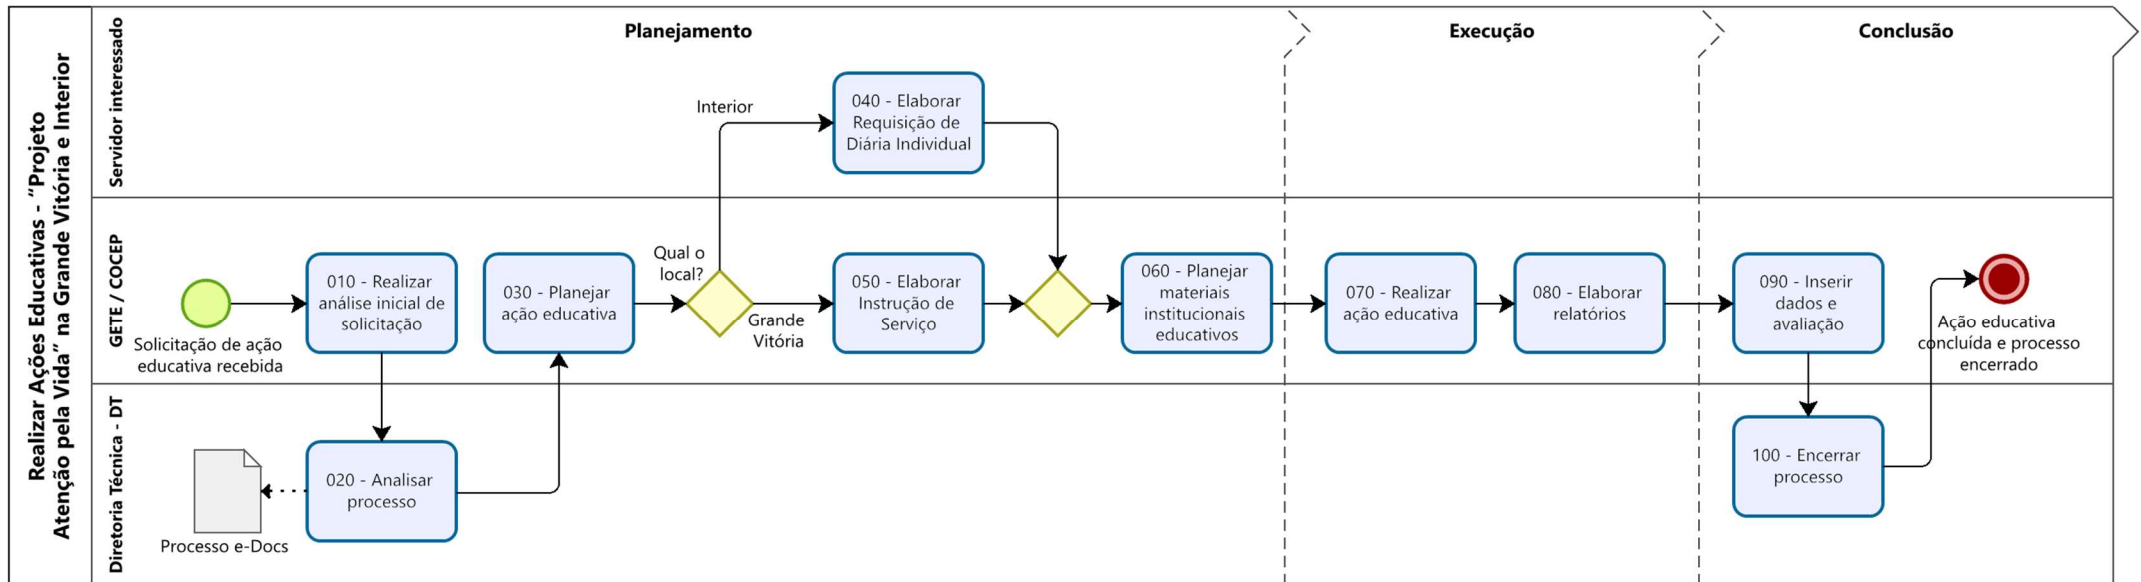 Realizar Ações Educativas - "Projeto
Atenção pela Vida" na Grande Vitória e Interior
Planejamento
Execução
Conclusão
Servidor interessado
Interior
040 - Elaborar
Requisição de
Diária Individual
GETE / COCEP
Solicitação de ação
educativa recebida
010 - Realizar
análise inicial de
solicitação
030 - Planejar
ação educativa
Qual o
local?
Grande
Vitória
050 - Elaborar
Instrução de
Serviço
060 - Planejar
materiais
institucionais
educativos
070 - Realizar
ação educativa
080 - Elaborar
relatórios
090 - Inserir
dados e
avaliação
Ação educativa
concluída e processo
encerrado
Diretoria Técnica - DT
Processo e-Docs
020 - Analisar
processo
100 - Encerrar
processo